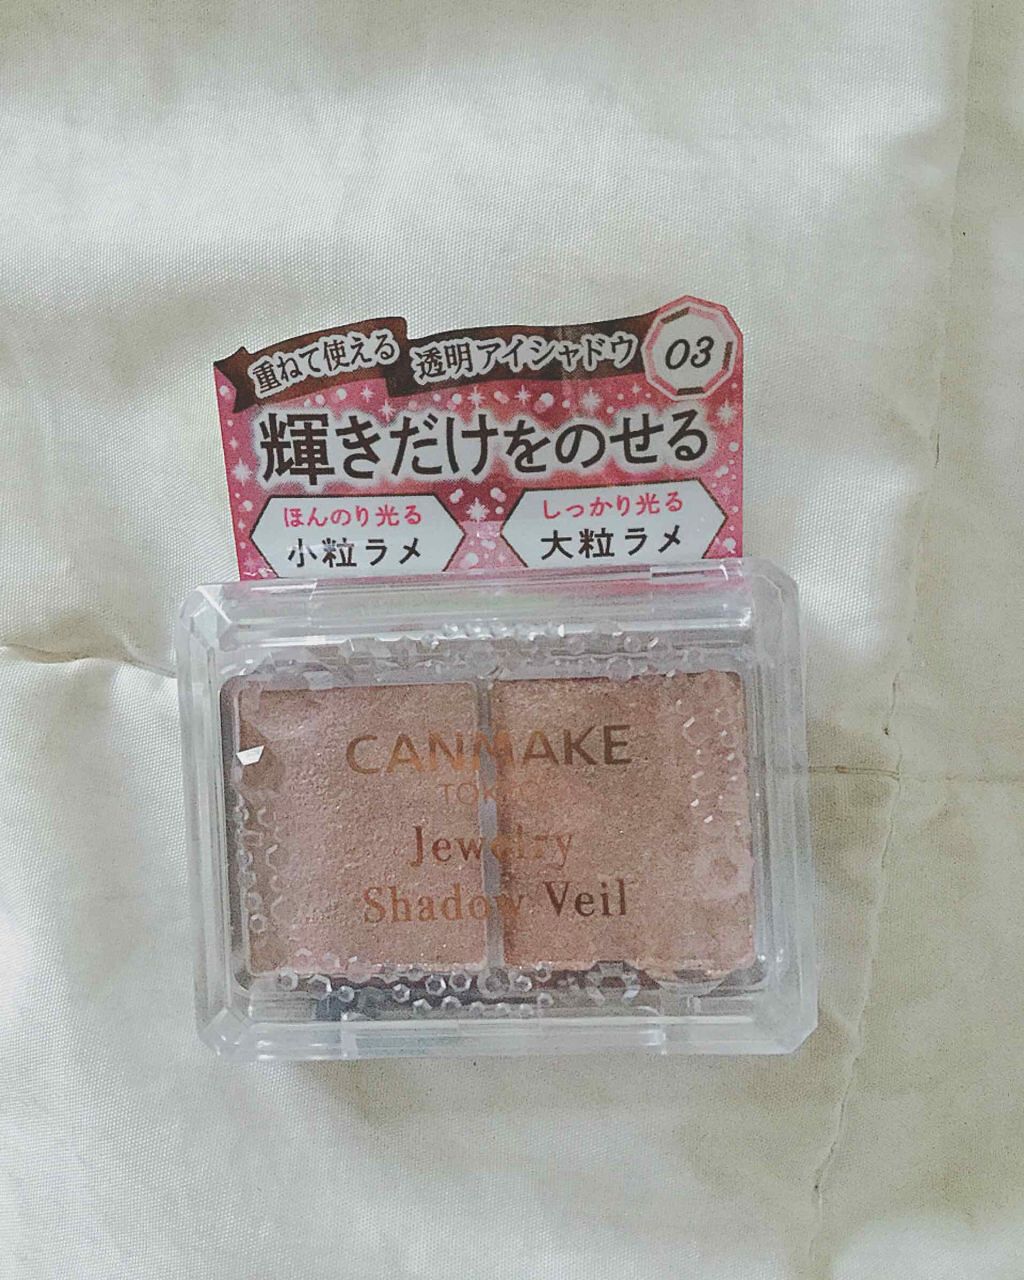 重ねて使える
透明アイシャドウ
03
輝きだけをのせる
ほんのり光る
小粒ラメ
しっかり光る
大粒ラメ
CANMAKE
TOKYO
Jewelry
Shadow Veil